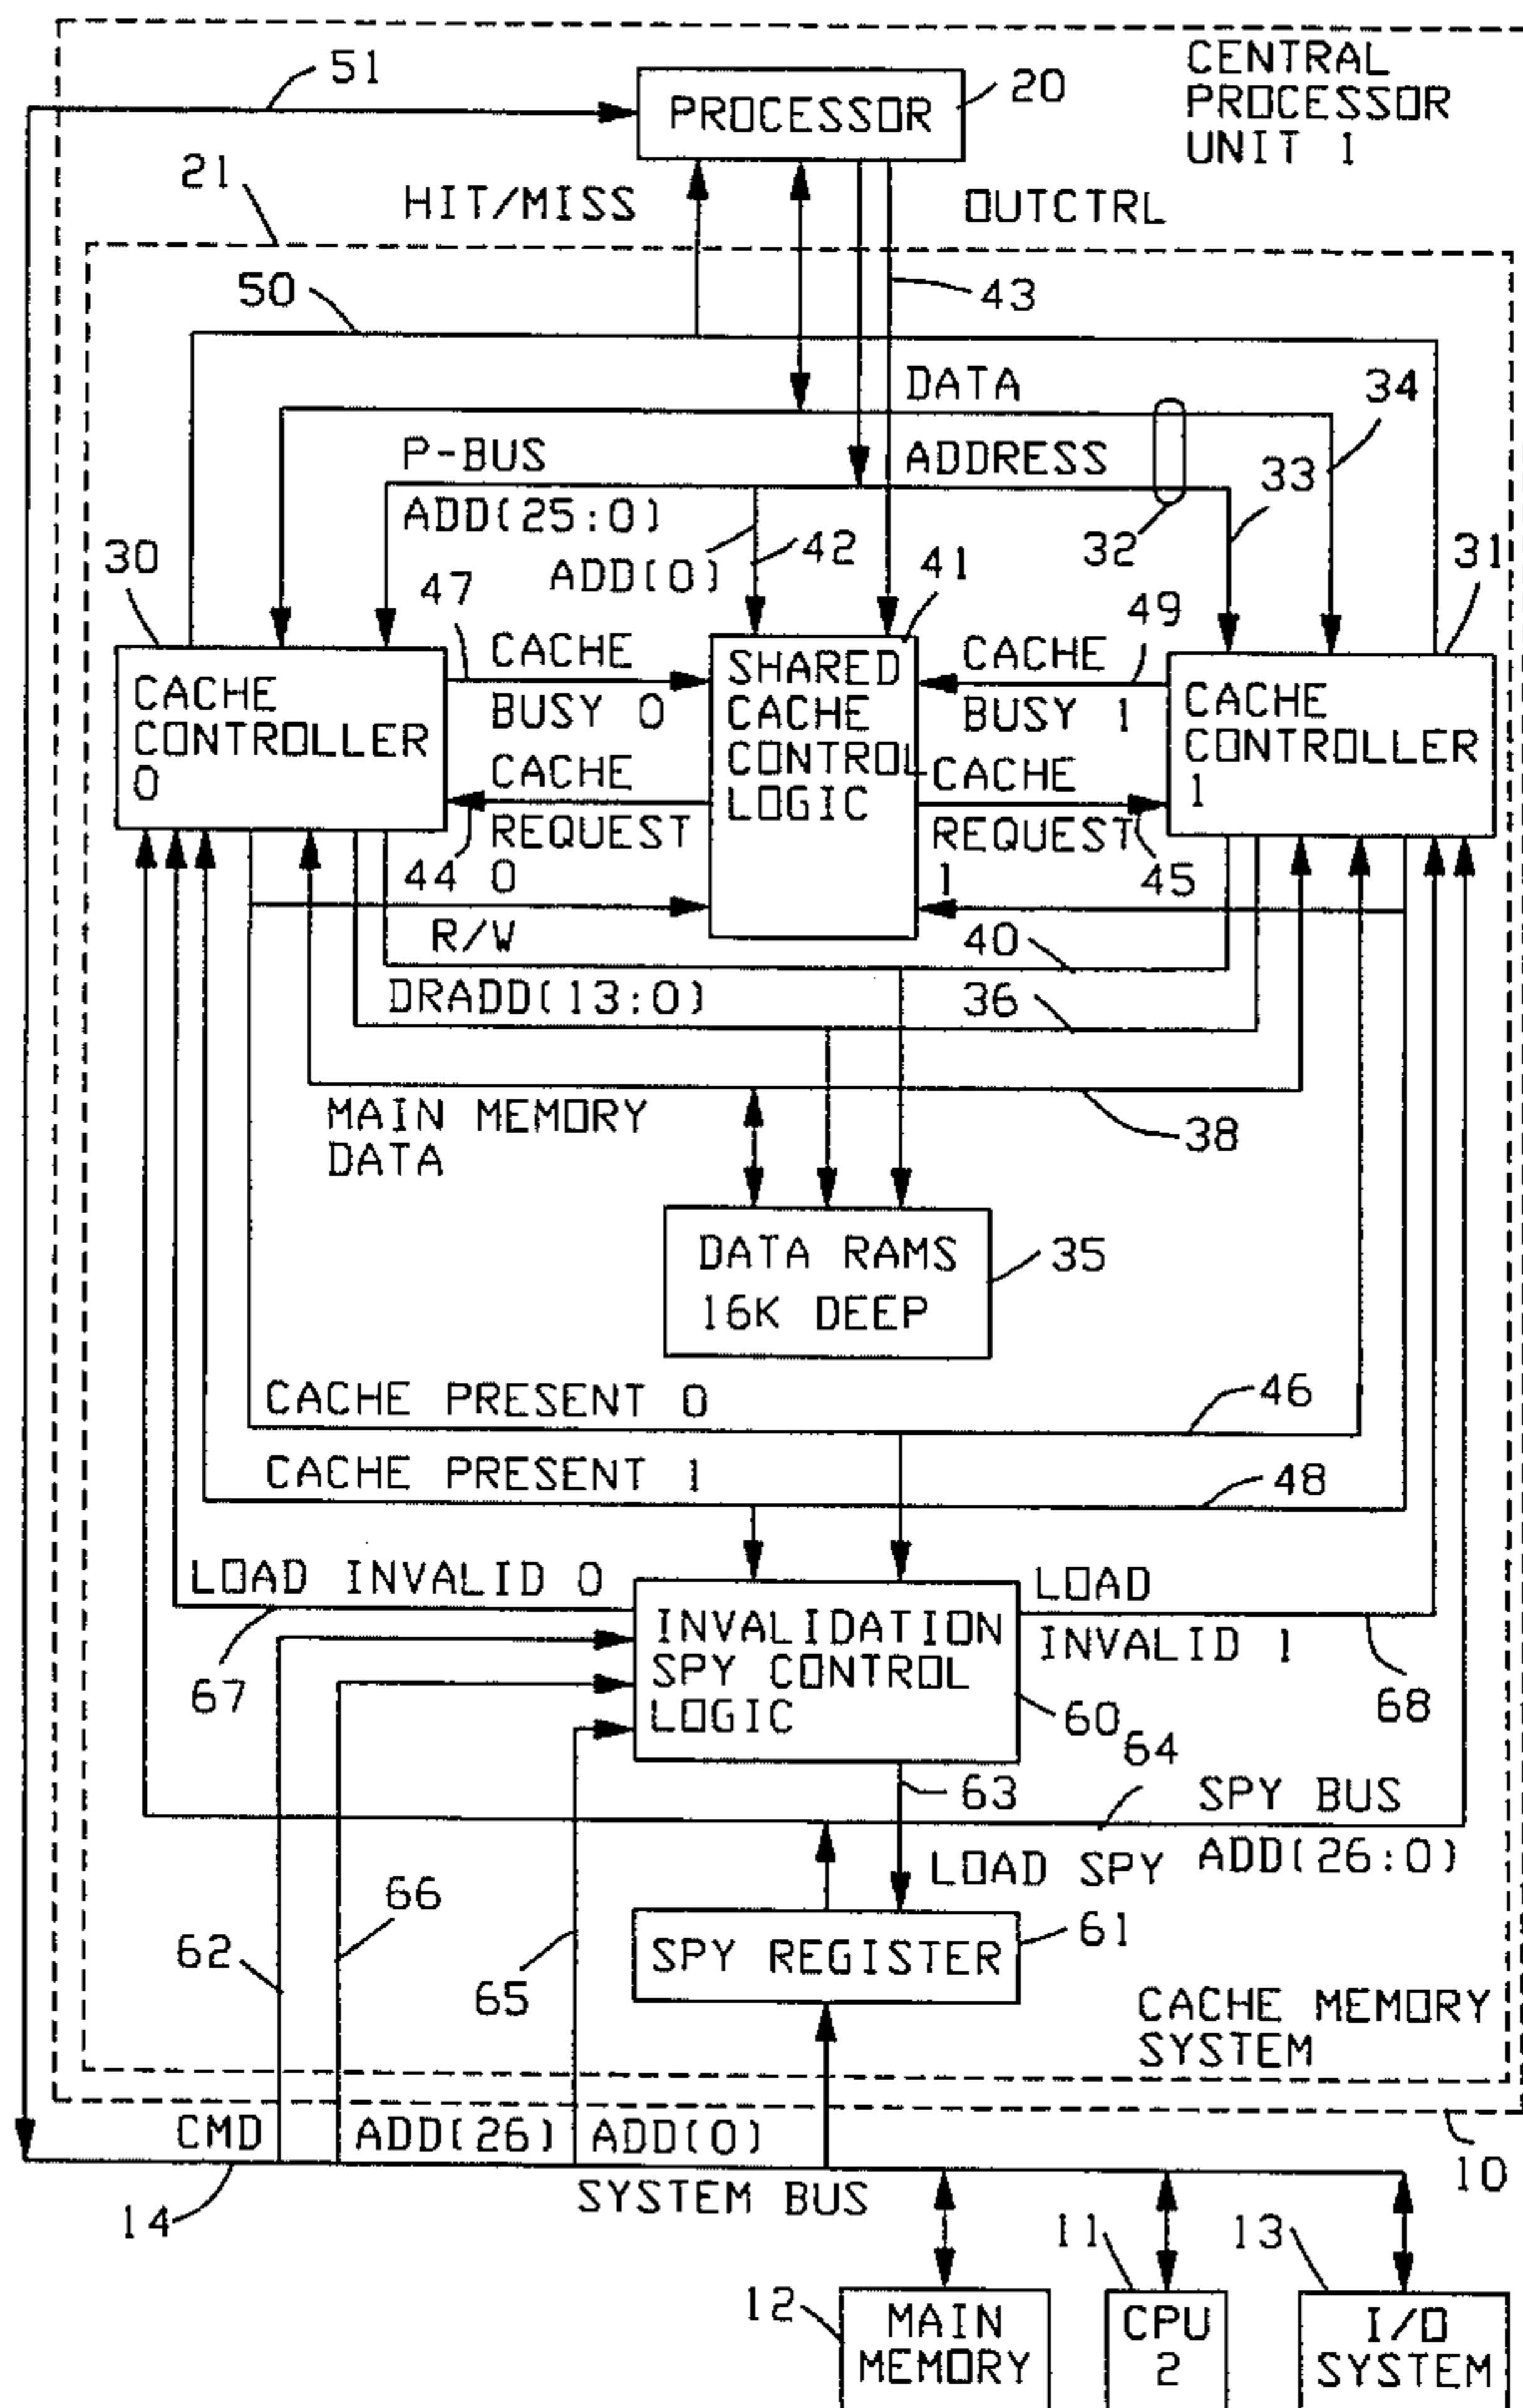 51
PROCESSOR
20
CENTRAL
PROCESSOR
UNIT 1
21
HIT/MISS
OUTCTRL
50
43
DATA
34
P-BUS
ADDRESS
33
ADD(25:0)
32
30
ADD(0)
42
41
31
47
49
CACHE
BUSY 0
SHARED
CACHE
CONTROL
LOGIC
CACHE
BUSY 1
CACHE
CONTROLLER
0
CACHE
CONTROLLER
1
CACHE
REQUEST
0
44
CACHE
REQUEST
1
45
R/W
40
DRADD(13:0)
36
MAIN MEMORY
DATA
38
DATA RAMS
16K DEEP
35
CACHE PRESENT 0
46
CACHE PRESENT 1
48
LOAD INVALID 0
67
INVALIDATION
SPY CONTROL
LOGIC
LOAD
INVALID 1
68
60
64
63
SPY BUS
ADD(26:0)
LOAD SPY
66
62
65
SPY REGISTER
61
CACHE MEMORY
SYSTEM
CMD
ADD(26)
ADD(0)
14
SYSTEM BUS
10
12
MAIN
MEMORY
11
CPU
2
13
I/O
SYSTEM